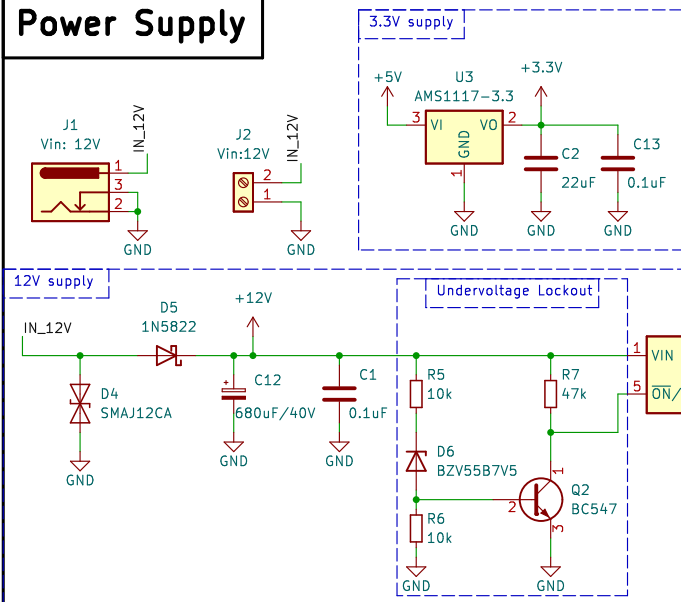 Power Supply
3.3V supply
+5V
U3
AMS1117-3.3
+3.3V
3
VI
VO
2
GND
1
C2
22uF
C13
0.1uF
GND
GND
GND
J1
Vin: 12V
IN_12V
1
3
2
GND
J2
Vin:12V
IN_12V
2
1
GND
12V supply
IN_12V
D5
1N5822
+12V
D4
SMAJ12CA
GND
+
C12
680uF/40V
GND
C1
0.1uF
GND
Undervoltage Lockout
R5
10k
R7
47k
D6
BZV55B7V5
R6
10k
GND
1
2
3
Q2
BC547
GND
1
VIN
5
ON/